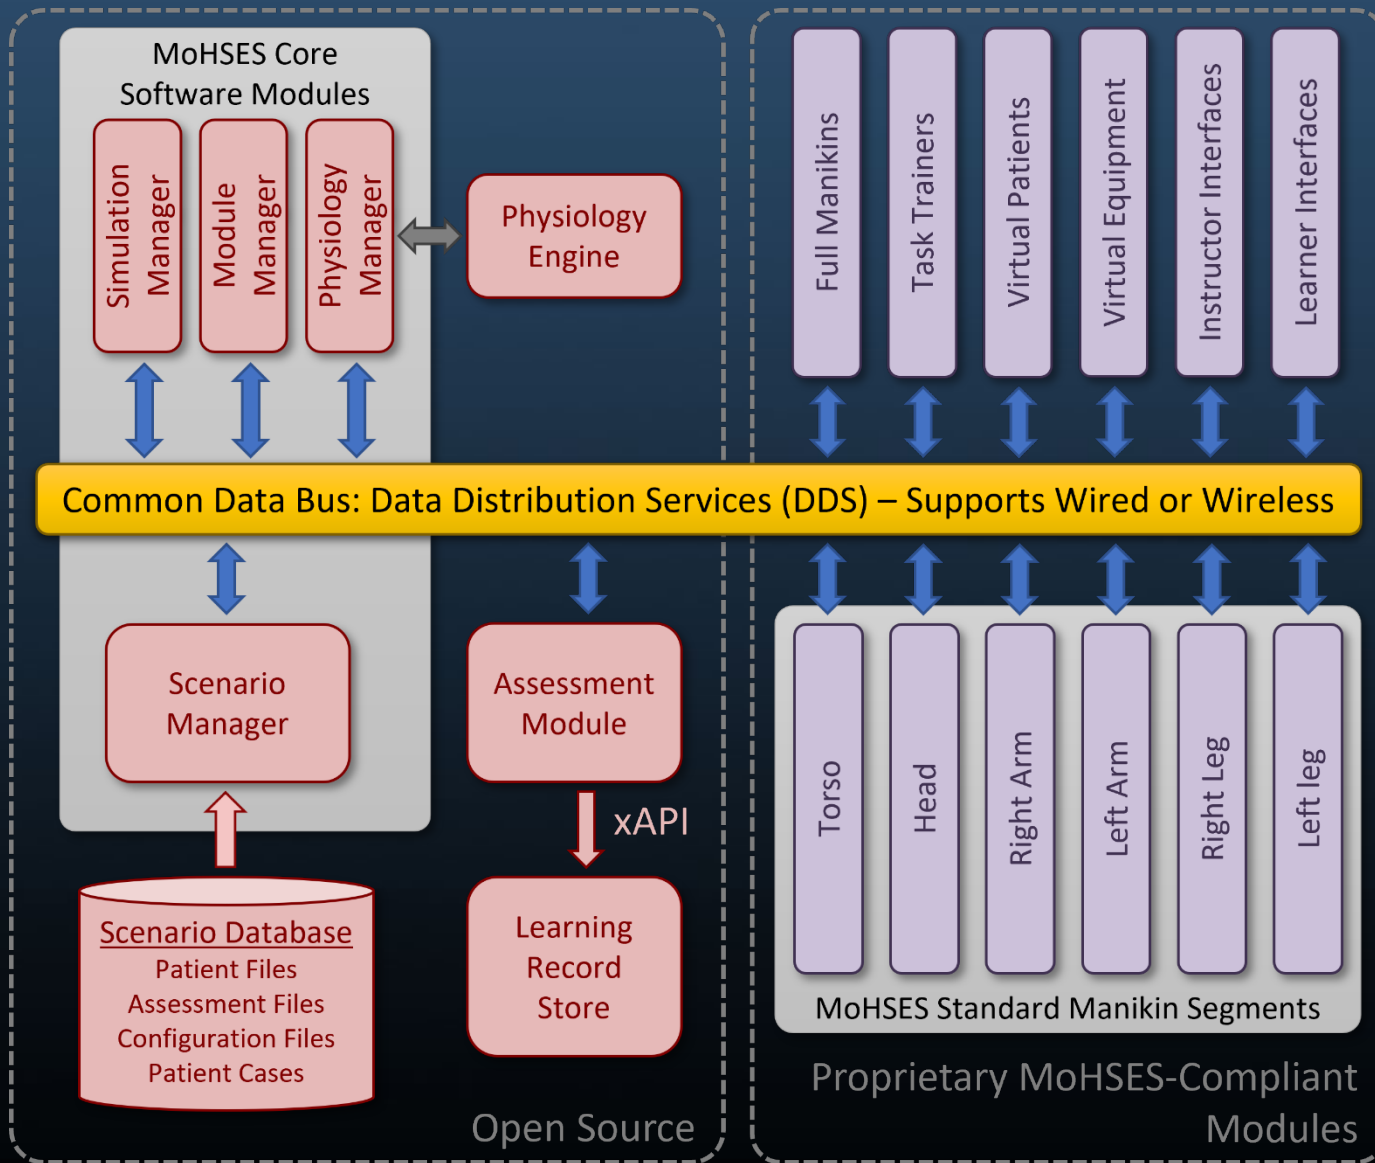 MoHSES Core
Software Modules
Simulation
Manager
Module
Manager
Physiology
Manager
Physiology
Engine
Full Manikins
Task Trainers
Virtual Patients
Virtual Equipment
Instructor Interfaces
Learner Interfaces
Common Data Bus: Data Distribution Services (DDS) – Supports Wired or Wireless
Scenario
Manager
Assessment
Module
xAPI
Scenario Database
Patient Files
Assessment Files
Configuration Files
Patient Cases
Learning
Record
Store
Open Source
Torso
Head
Right Arm
Left Arm
Right Leg
Left leg
MoHSES Standard Manikin Segments
Proprietary MoHSES-Compliant
Modules